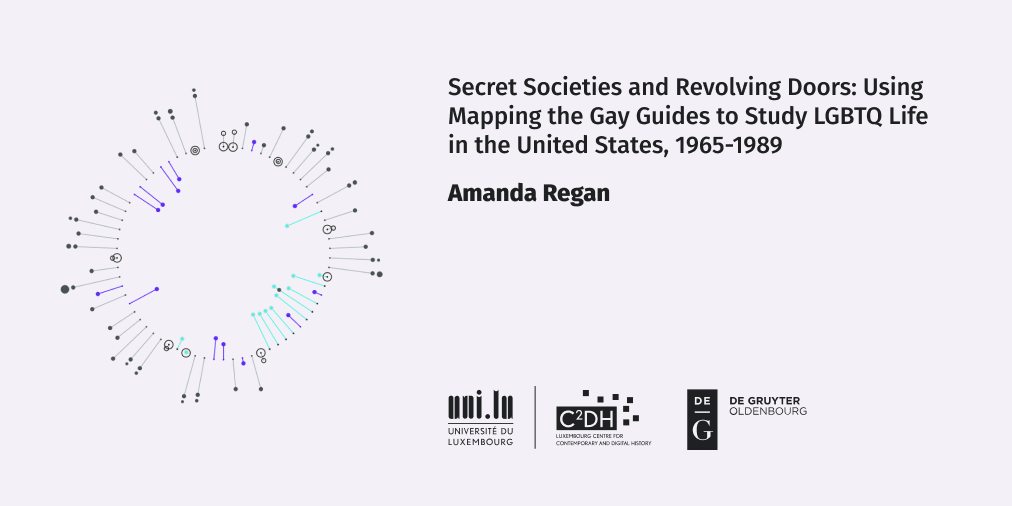 Secret Societies and Revolving Doors: Using
Mapping the Gay Guides to Study LGBTQ Life
in the United States, 1965-1989
Amanda Regan
uni.lu
UNIVERSITÉ DU
LUXEMBOURG
C²DH
LUXEMBOURG CENTRE FOR
CONTEMPORARY AND DIGITAL HISTORY
DE
G
DE GRUYTER
OLDENBOURG